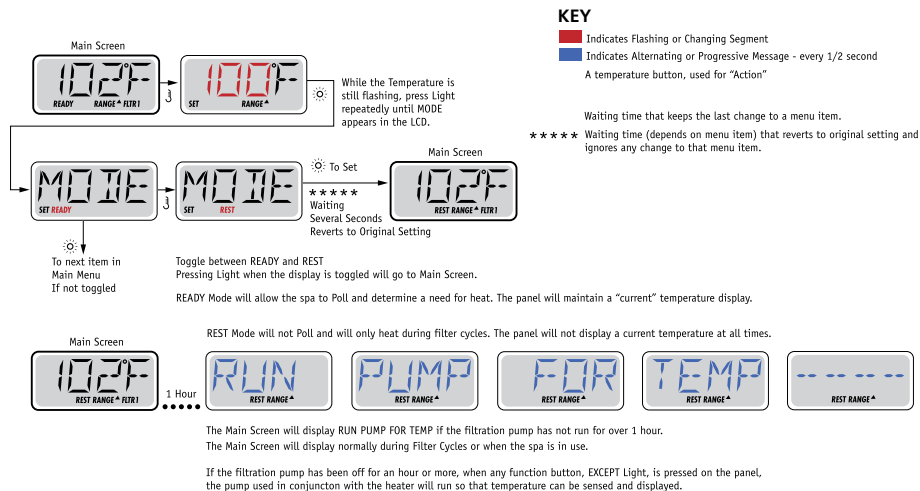 KEY
Indicates Flashing or Changing Segment
Indicates Alternating or Progressive Message - every 1/2 second
A temperature button, used for “Action”
Waiting time that keeps the last change to a menu item.
***** Waiting time (depends on menu item) that reverts to original setting and
ignores any change to that menu item.
Main Screen
102°F
READY RANGE FLTR1
100°F
SET RANGE
While the Temperature is
still flashing, press Light
repeatedly until MODE
appears in the LCD.
MODE
SET READY
MODE
SET REST
To Set
*****
Waiting
Several Seconds
Reverts to Original Setting
Main Screen
102°F
REST RANGE FLTR1
To next item in
Main Menu
If not toggled
Toggle between READY and REST
Pressing Light when the display is toggled will go to Main Screen.
READY Mode will allow the spa to Poll and determine a need for heat. The panel will maintain a “current” temperature display.
REST Mode will not Poll and will only heat during filter cycles. The panel will not display a current temperature at all times.
Main Screen
102°F
REST RANGE FLTR1
1 Hour
RUN
REST RANGE
PUMP
REST RANGE
FOR
REST RANGE
TEMP
REST RANGE
-- -- -- --
REST RANGE
The Main Screen will display RUN PUMP FOR TEMP if the filtration pump has not run for over 1 hour.
The Main Screen will display normally during Filter Cycles or when the spa is in use.
If the filtration pump has been off for an hour or more, when any function button, EXCEPT Light, is pressed on the panel,
the pump used in conjuncton with the heater will run so that temperature can be sensed and displayed.